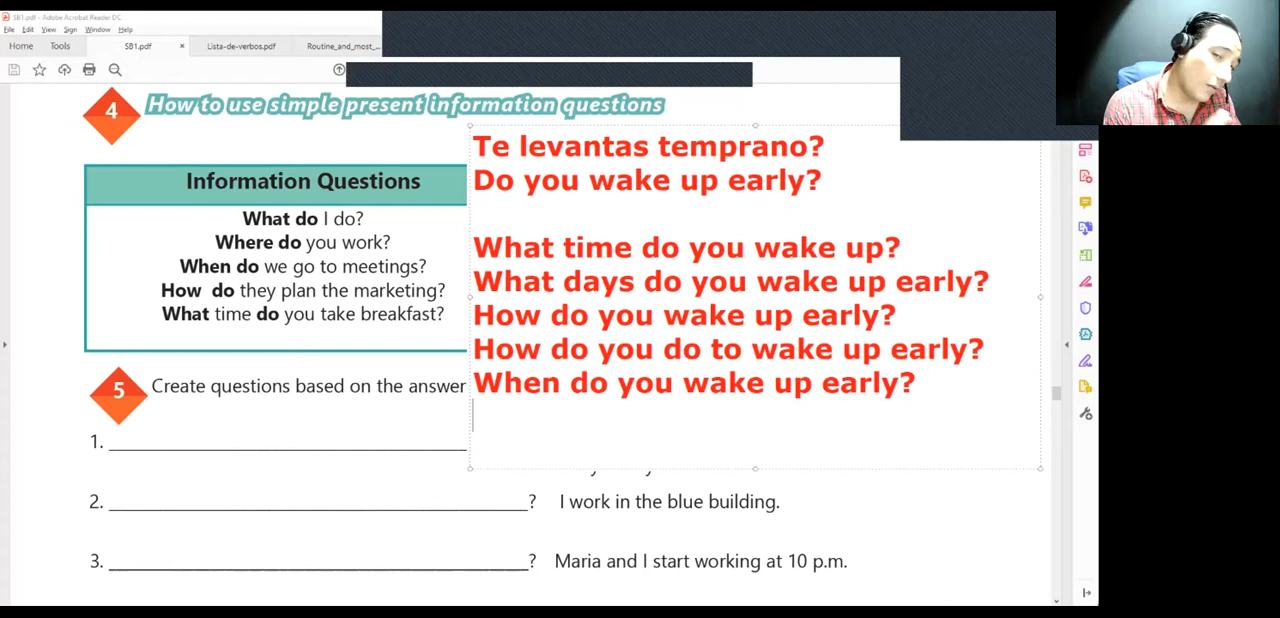 SB1.pdf - Adobe Acrobat Reader DC
File Edit View Sign Window Help
Home Tools SB1.pdf × Lista-de-verbos.pdf Routine_and_most_...
4 How to use simple present information questions
Information Questions
What do I do?
Where do you work?
When do we go to meetings?
How do they plan the marketing?
What time do you take breakfast?
Te levantas temprano?
Do you wake up early?
What time do you wake up?
What days do you wake up early?
How do you wake up early?
How do you do to wake up early?
When do you wake up early?
5 Create questions based on the answer
1. ________________
2. ________________? I work in the blue building.
3. ________________? Maria and I start working at 10 p.m.